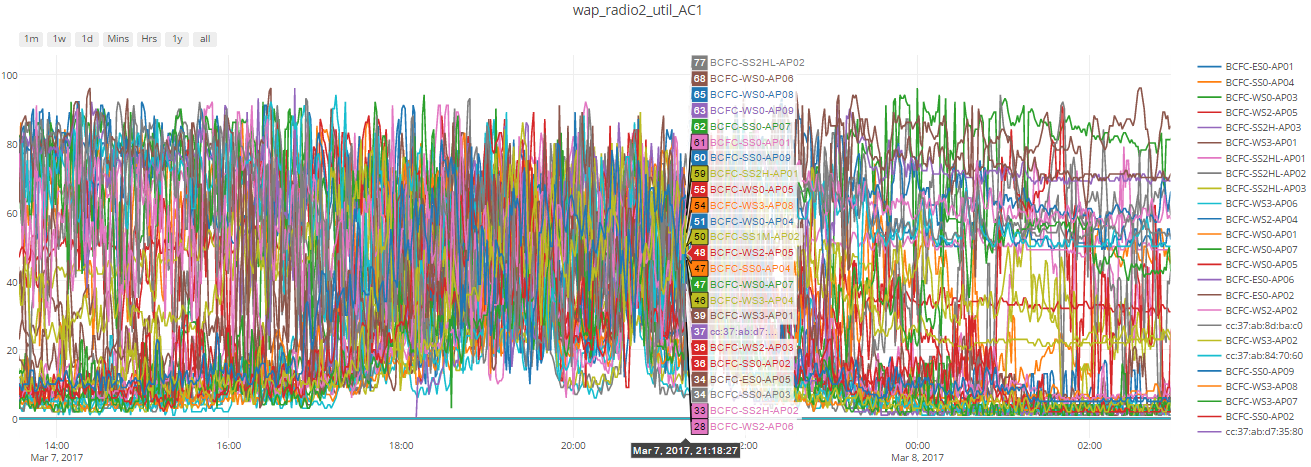 wap_radio2_util_AC1
1m 1w 1d Mins Hrs 1y all
100
80
60
40
20
0
77 BCFC-SS2HL-AP02
68 BCFC-WS0-AP06
65 BCFC-WS0-AP08
63 BCFC-WS0-AP09
62 BCFC-SS0-AP07
61 BCFC-SS0-AP01
60 BCFC-SS0-AP09
59 BCFC-SS2H-AP01
55 BCFC-WS0-AP05
54 BCFC-WS3-AP08
51 BCFC-WS0-AP04
50 BCFC-SS1M-AP02
48 BCFC-WS2-AP05
47 BCFC-SS0-AP04
47 BCFC-WS0-AP07
46 BCFC-WS3-AP04
39 BCFC-WS3-AP01
37 cc:37:ab:d7:...
36 BCFC-WS2-AP03
36 BCFC-SS0-AP02
34 BCFC-ES0-AP05
34 BCFC-SS0-AP03
33 BCFC-SS2H-AP02
28 BCFC-WS2-AP06
14:00
Mar 7, 2017
16:00
18:00
20:00
Mar 7, 2017, 21:18:27
2:00
00:00
Mar 8, 2017
02:00
BCFC-ES0-AP01
BCFC-SS0-AP04
BCFC-WS0-AP03
BCFC-WS2-AP05
BCFC-SS2H-AP03
BCFC-WS3-AP01
BCFC-SS2HL-AP01
BCFC-SS2HL-AP02
BCFC-SS2HL-AP03
BCFC-WS3-AP06
BCFC-WS2-AP04
BCFC-WS0-AP01
BCFC-WS0-AP07
BCFC-WS0-AP05
BCFC-ES0-AP06
BCFC-ES0-AP02
BCFC-WS2-AP02
cc:37:ab:8d:ba:c0
BCFC-WS3-AP02
cc:37:ab:84:70:60
BCFC-SS0-AP09
BCFC-WS3-AP08
BCFC-WS3-AP07
BCFC-SS0-AP02
cc:37:ab:d7:35:80